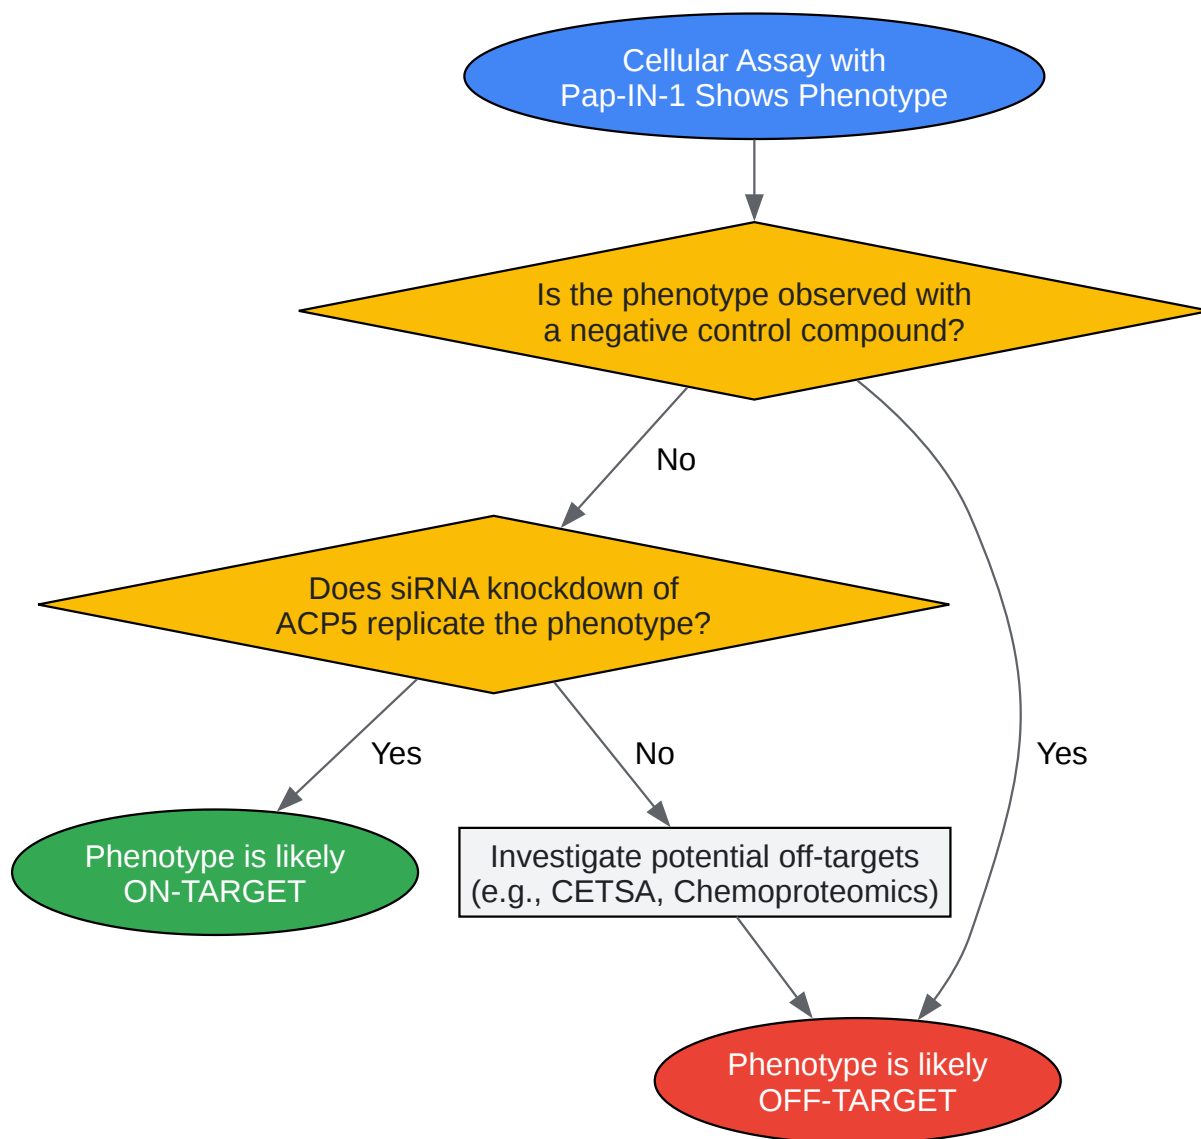 Cellular Assay with
Pap-IN-1 Shows Phenotype
Is the phenotype observed with
a negative control compound?
No
Does siRNA knockdown of
ACP5 replicate the phenotype?
Yes
No
Yes
Phenotype is likely
ON-TARGET
Investigate potential off-targets
(e.g., CETSA, Chemoproteomics)
Phenotype is likely
OFF-TARGET